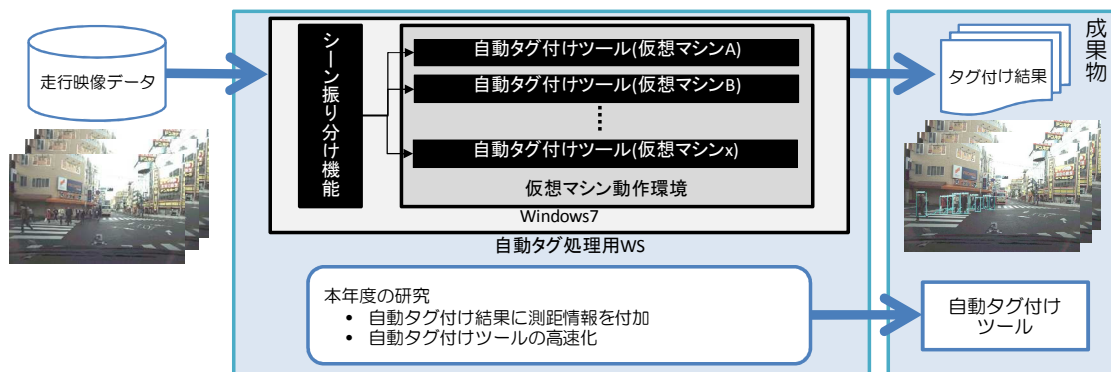 走行映像データ
シーン振り分け機能
自動タグ付けツール(仮想マシンA)
自動タグ付けツール(仮想マシンB)
自動タグ付けツール(仮想マシンx)
仮想マシン動作環境
Windows7
自動タグ処理用WS
本年度の研究
• 自動タグ付け結果に測距情報を付加
• 自動タグ付けツールの高速化
成果物
タグ付け結果
自動タグ付け
ツール